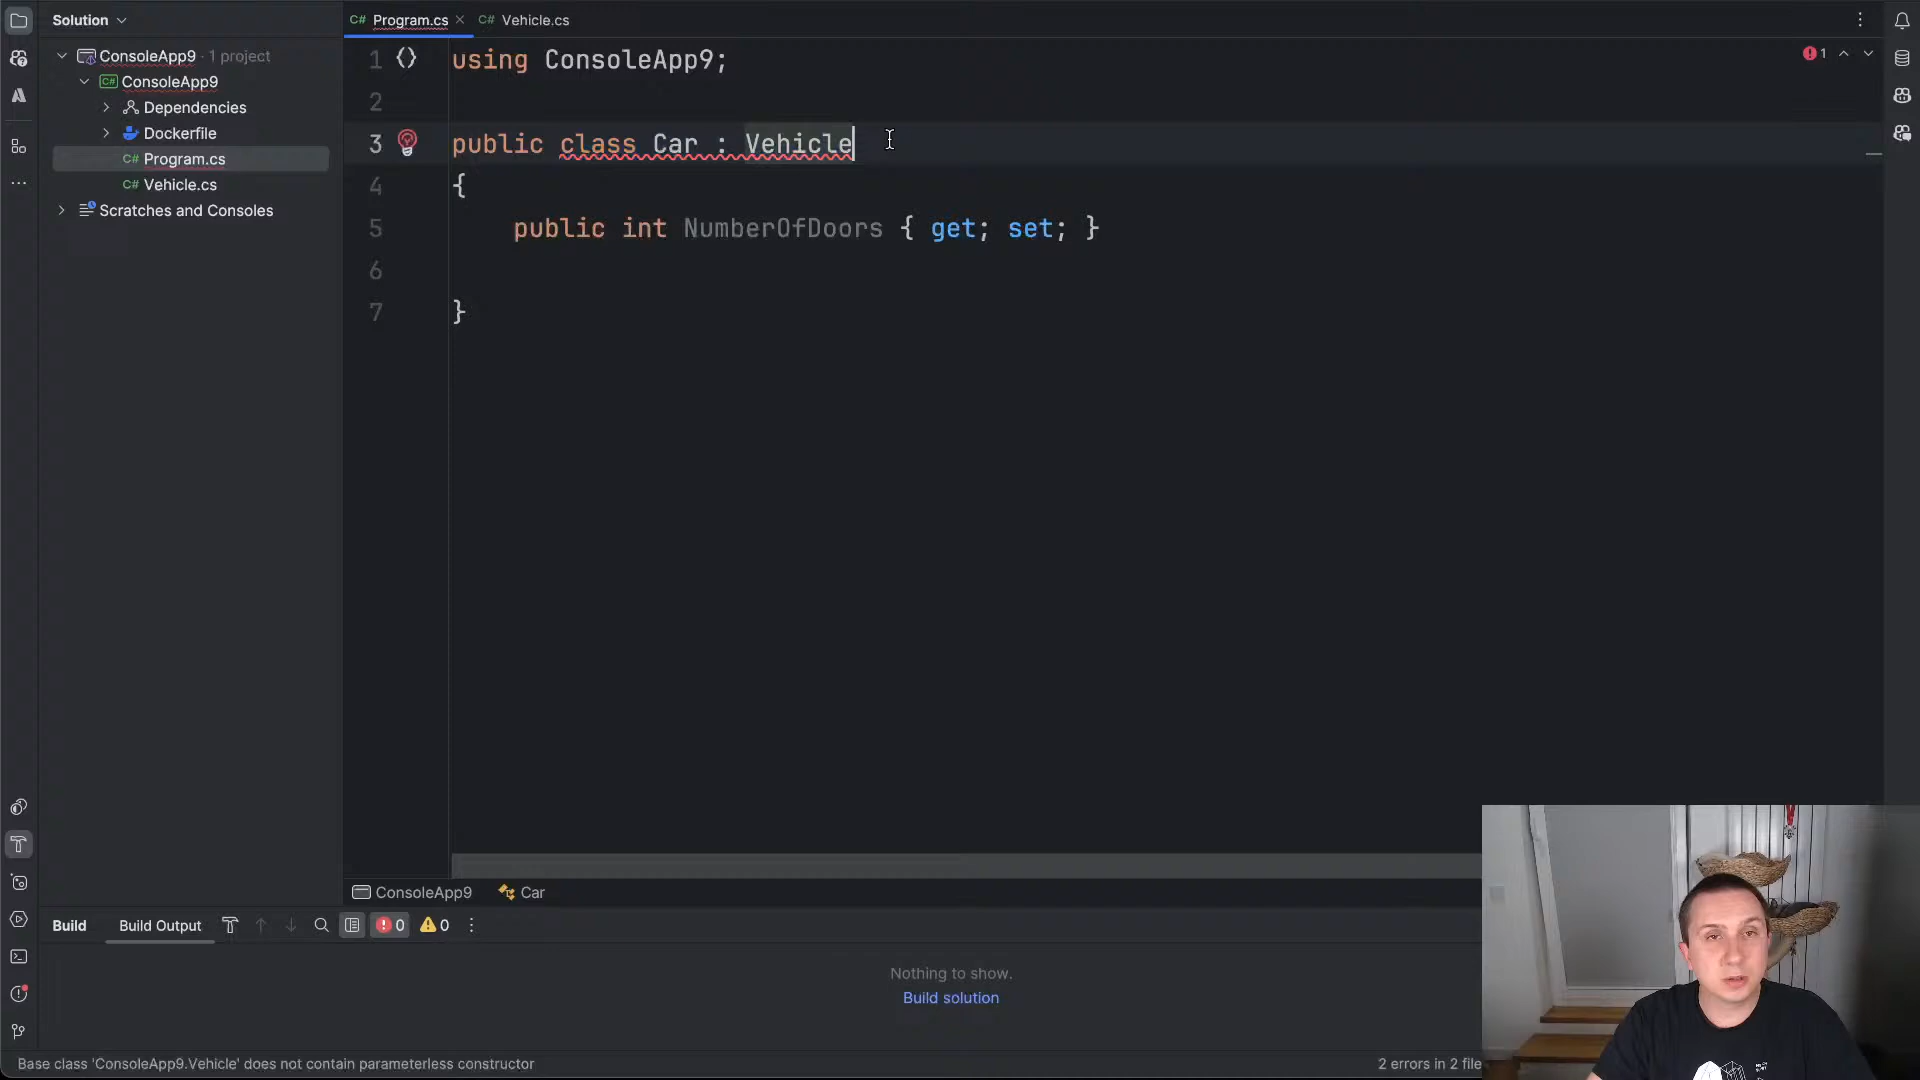 Solution
Program.cs
Vehicle.cs
ConsoleApp9 · 1 project
ConsoleApp9
Dependencies
Dockerfile
Program.cs
Vehicle.cs
Scratches and Consoles
1 using ConsoleApp9;
2
3 public class Car : Vehicle
4 {
5 public int NumberOfDoors { get; set; }
6
7 }
1
ConsoleApp9
Car
Build
Build Output
0
0
Nothing to show.
Build solution
Base class 'ConsoleApp9.Vehicle' does not contain parameterless constructor
2 errors in 2 file